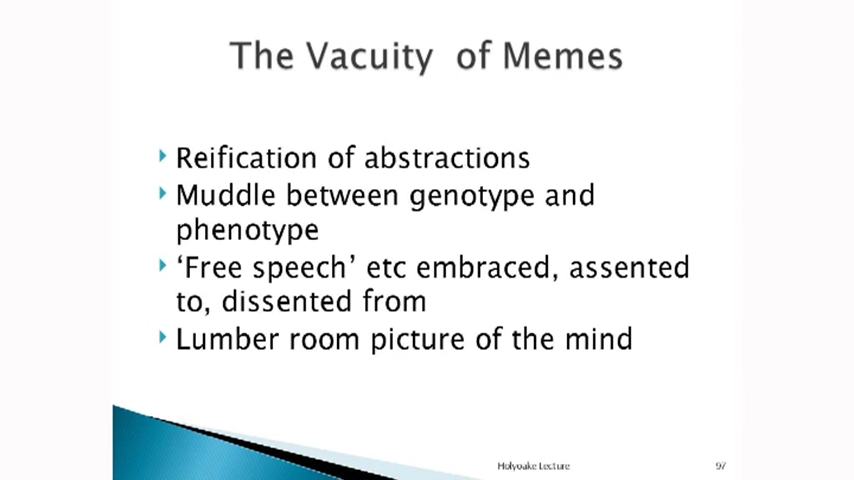 The Vacuity of Memes
Reification of abstractions
Muddle between genotype and
phenotype
‘Free speech’ etc embraced, assented
to, dissented from
Lumber room picture of the mind
Holyoake Lecture
97